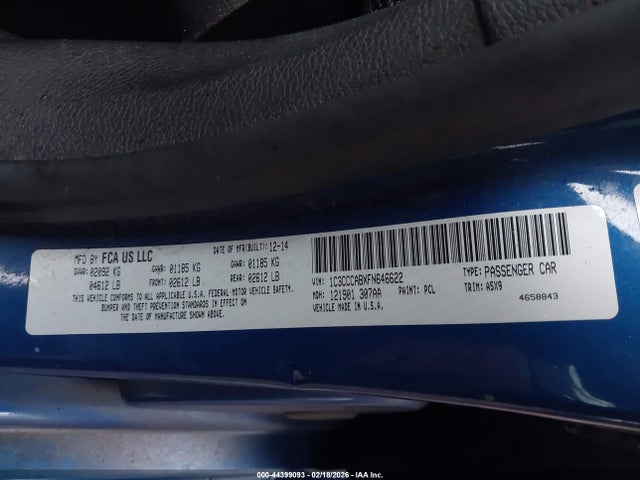 MFD BY FCA US LLC
DATE OF MFR(BUILT): 12-14
GVWR: 02092 KG GAWR: 01185 KG GAWR: 01185 KG
04612 LB FRONT: 02612 LB REAR: 02612 LB
THIS VEHICLE CONFORMS TO ALL APPLICABLE U.S.A. FEDERAL MOTOR VEHICLE SAFETY,
BUMPER AND THEFT PREVENTION STANDARDS IN EFFECT ON
THE DATE OF MANUFACTURE SHOWN ABOVE.
VIN: 1C3CCCABXFN646622 TYPE: PASSENGER CAR
MDH: 121901 307AA PAINT: PCL TRIM: A5X9
VEHICLE MADE IN U.S.A. 4658843
000-44399093 - 02/18/2026 - IAA Inc.